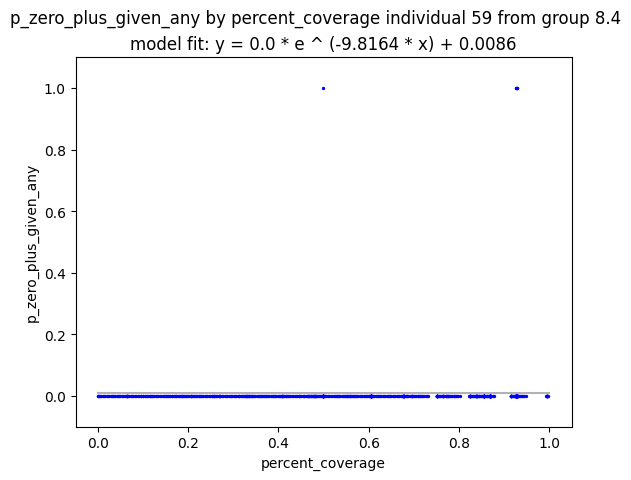 p_zero_plus_given_any by percent_coverage individual 59 from group 8.4
model fit: y = 0.0 * e ^ (-9.8164 * x) + 0.0086
1.0
0.8
0.6
0.4
0.2
0.0
p_zero_plus_given_any
0.0 0.2 0.4 0.6 0.8 1.0
percent_coverage